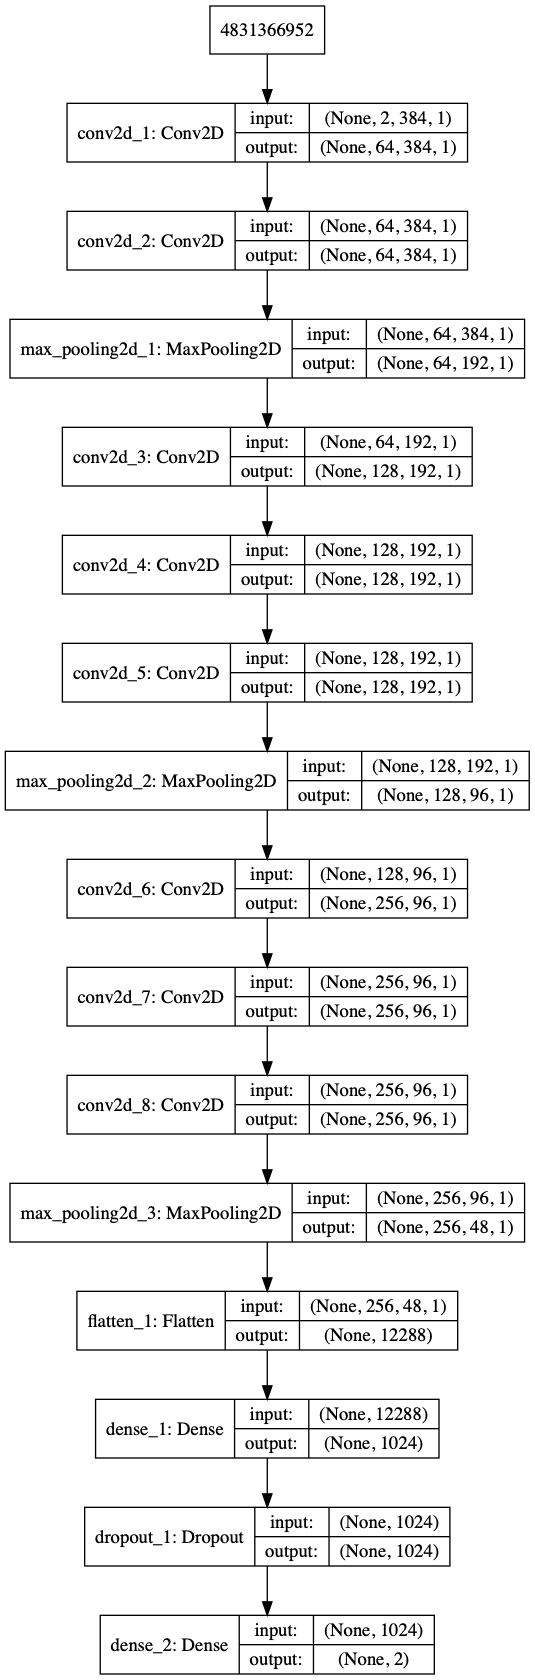 4831366952
conv2d_1: Conv2D
input: (None, 2, 384, 1)
output: (None, 64, 384, 1)
conv2d_2: Conv2D
input: (None, 64, 384, 1)
output: (None, 64, 384, 1)
max_pooling2d_1: MaxPooling2D
input: (None, 64, 384, 1)
output: (None, 64, 192, 1)
conv2d_3: Conv2D
input: (None, 64, 192, 1)
output: (None, 128, 192, 1)
conv2d_4: Conv2D
input: (None, 128, 192, 1)
output: (None, 128, 192, 1)
conv2d_5: Conv2D
input: (None, 128, 192, 1)
output: (None, 128, 192, 1)
max_pooling2d_2: MaxPooling2D
input: (None, 128, 192, 1)
output: (None, 128, 96, 1)
conv2d_6: Conv2D
input: (None, 128, 96, 1)
output: (None, 256, 96, 1)
conv2d_7: Conv2D
input: (None, 256, 96, 1)
output: (None, 256, 96, 1)
conv2d_8: Conv2D
input: (None, 256, 96, 1)
output: (None, 256, 96, 1)
max_pooling2d_3: MaxPooling2D
input: (None, 256, 96, 1)
output: (None, 256, 48, 1)
flatten_1: Flatten
input: (None, 256, 48, 1)
output: (None, 12288)
dense_1: Dense
input: (None, 12288)
output: (None, 1024)
dropout_1: Dropout
input: (None, 1024)
output: (None, 1024)
dense_2: Dense
input: (None, 1024)
output: (None, 2)